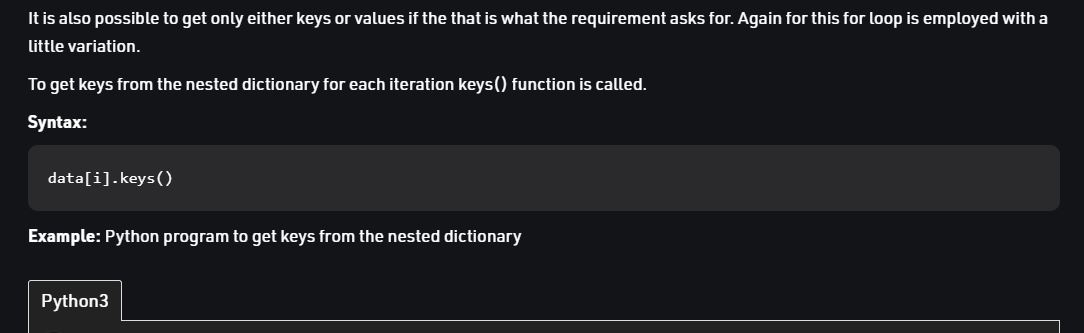 It is also possible to get only either keys or values if the that is what the requirement asks for. Again for this for loop is employed with a
little variation.
To get keys from the nested dictionary for each iteration keys() function is called.
Syntax:
data[i].keys()
Example: Python program to get keys from the nested dictionary
Python3